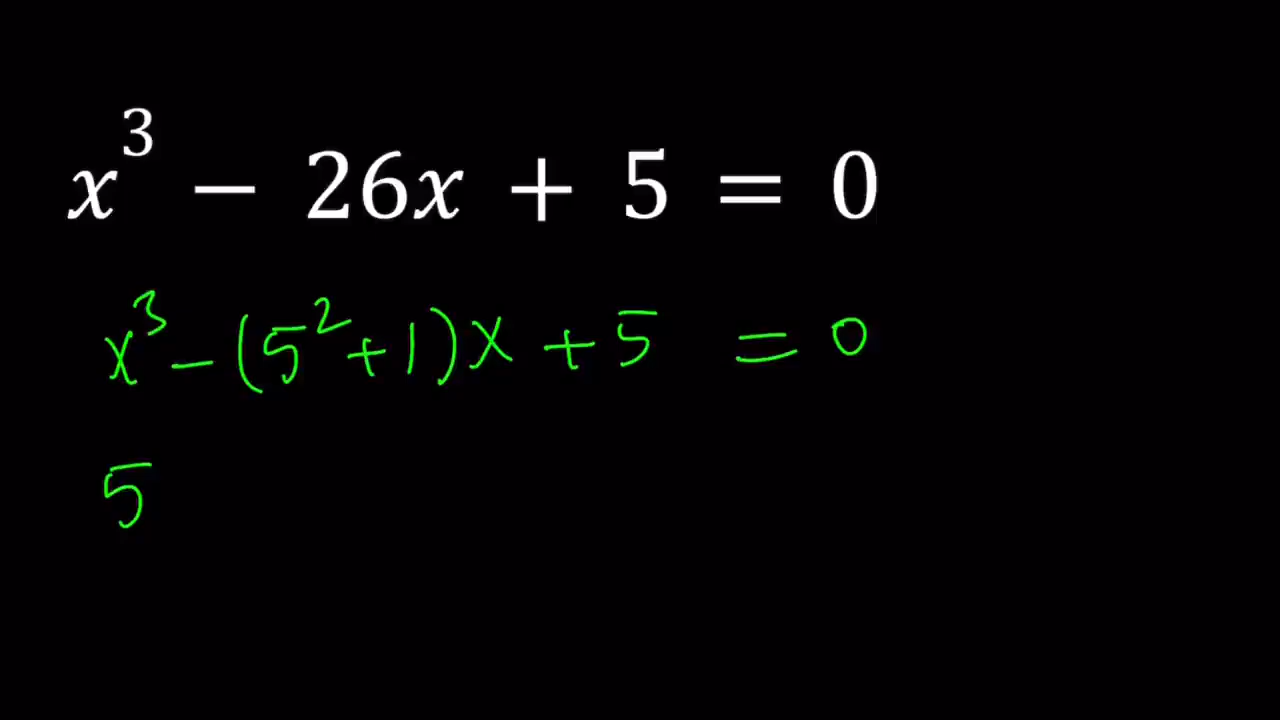 x³ − 26x + 5 = 0
x³ − (5² + 1)x + 5 = 0
5